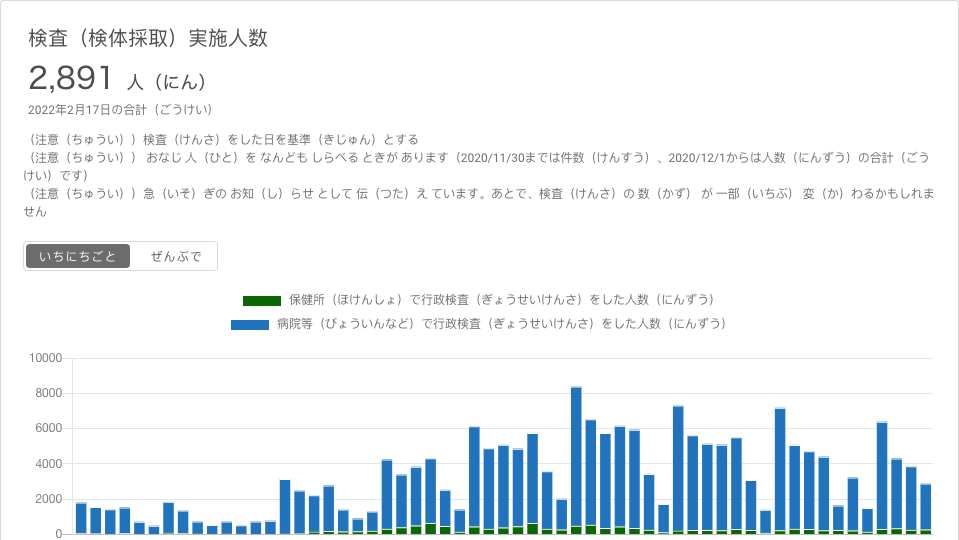 検査（検体採取）実施人数
2,891 人（にん）
2022年2月17日の合計（ごうけい）
（注意（ちゅうい））検査（けんさ）をした日を基準（きじゅん）とする
（注意（ちゅうい）） おなじ 人（ひと）を なんども しらべる ときが あります（2020/11/30までは件数（けんすう）、2020/12/1からは人数（にんずう）の合計（ごう
けい）です）
（注意（ちゅうい））急（いそ）ぎの お知（し）らせ として 伝（つた）え ています。あとで、検査（けんさ）の 数（かず） が 一部（いちぶ） 変（か）わるかもしれま
せん
いちにちごと ぜんぶで
保健所（ほけんしょ）で行政検査（ぎょうせいけんさ）をした人数（にんずう）
病院等（びょういんなど）で行政検査（ぎょうせいけんさ）をした人数（にんずう）
10000
8000
6000
4000
2000
0